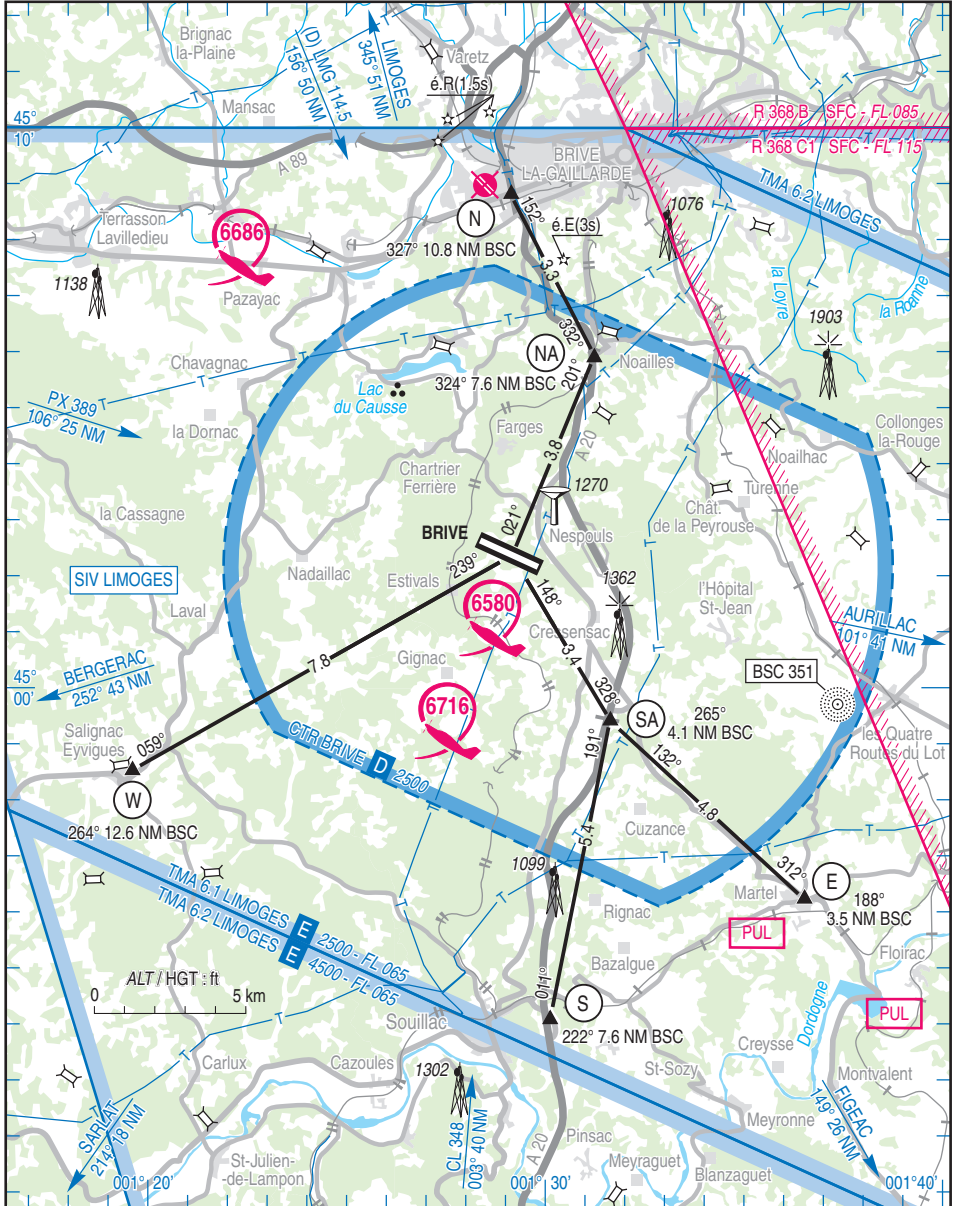 Brignac
la-Plaine
(D) LMG 114.5
156° 50 NM
LIMOGES
345° 51 NM
Varetz
é.R(1.5s)
Mansac
45°
10'
A 89
R 368 B SFC - FL 085
R 368 C1 SFC - FL 115
BRIVE
LA-GAILLARDE
TMA 6.2 LIMOGES
Terrasson
Lavilledieu
6686
N
327° 10.8 NM BSC
152°
é.E(3s)
1076
3.3
1138
Pazayac
la Loyre
la Roanne
1903
332°
NA
201°
Noailles
324° 7.6 NM BSC
Chavagnac
Lac
du Causse
PX 389
106° 25 NM
la Dornac
Farges
3.8
A 20
Collonges
la-Rouge
Noailhac
Chartrier
Ferrière
1270
Turenne
Chât.
de la Peyrouse
la Cassagne
021°
BRIVE
Nespouls
239°
148°
SIV LIMOGES
Nadaillac
Estivals
6580
1362
l'Hôpital
St-Jean
Laval
Cressensac
AURILLAC
101° 41 NM
7.8
Gignac
3.4
BERGERAC
252° 43 NM
45°
00'
BSC 351
6716
328°
SA
265°
4.1 NM BSC
191°
132°
les Quatre
Routes du Lot
Salignac
Eyvigues
059°
CTR BRIVE D 2500
W
264° 12.6 NM BSC
4.8
5.4
Cuzance
312°
E
188°
3.5 NM BSC
1099
Martel
TMA 6.1 LIMOGES E 2500 - FL 065
TMA 6.2 LIMOGES E 4500 - FL 065
Rignac
PUL
Floirac
Bazalgue
ALT / HGT : ft
0
5 km
011°
S
222° 7.6 NM BSC
Dordogne
PUL
Souillac
Creysse
Carlux
Cazoules
1302
St-Sozy
Montvalent
CL 348
003° 40 NM
Meyronne
FIGEAC
149° 26 NM
SARLAT
214° 18 NM
A 20
Pinsac
St-Julien-
-de-Lampon
Meyraguet
Blanzaguet
001° 20'
001° 30'
001° 40'